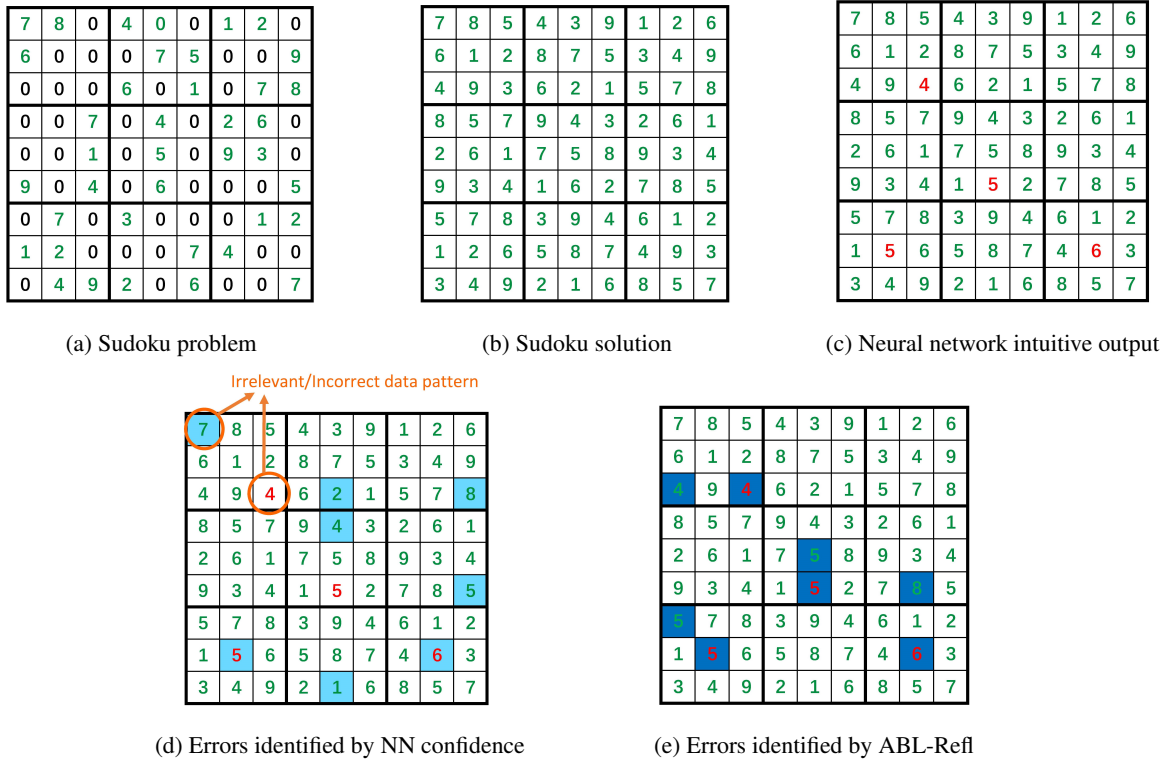 7 8 0 4 0 0 1 2 0
6 0 0 0 7 5 0 0 9
0 0 0 6 0 1 0 7 8
0 0 7 0 4 0 2 6 0
0 0 1 0 5 0 9 3 0
9 0 4 0 6 0 0 0 5
0 7 0 3 0 0 0 1 2
1 2 0 0 0 7 4 0 0
0 4 9 2 0 6 0 0 7
(a) Sudoku problem
7 8 5 4 3 9 1 2 6
6 1 2 8 7 5 3 4 9
4 9 3 6 2 1 5 7 8
8 5 7 9 4 3 2 6 1
2 6 1 7 5 8 9 3 4
9 3 4 1 6 2 7 8 5
5 7 8 3 9 4 6 1 2
1 2 6 5 8 7 4 9 3
3 4 9 2 1 6 8 5 7
(b) Sudoku solution
7 8 5 4 3 9 1 2 6
6 1 2 8 7 5 3 4 9
4 9 4 6 2 1 5 7 8
8 5 7 9 4 3 2 6 1
2 6 1 7 5 8 9 3 4
9 3 4 1 5 2 7 8 5
5 7 8 3 9 4 6 1 2
1 5 6 5 8 7 4 6 3
3 4 9 2 1 6 8 5 7
(c) Neural network intuitive output
Irrelevant/Incorrect data pattern
7 8 5 4 3 9 1 2 6
6 1 2 8 7 5 3 4 9
4 9 4 6 2 1 5 7 8
8 5 7 9 4 3 2 6 1
2 6 1 7 5 8 9 3 4
9 3 4 1 5 2 7 8 5
5 7 8 3 9 4 6 1 2
1 5 6 5 8 7 4 6 3
3 4 9 2 1 6 8 5 7
(d) Errors identified by NN confidence
7 8 5 4 3 9 1 2 6
6 1 2 8 7 5 3 4 9
4 9 4 6 2 1 5 7 8
8 5 7 9 4 3 2 6 1
2 6 1 7 5 8 9 3 4
9 3 4 1 5 2 7 8 5
5 7 8 3 9 4 6 1 2
1 5 6 5 8 7 4 6 3
3 4 9 2 1 6 8 5 7
(e) Errors identified by ABL-Refl